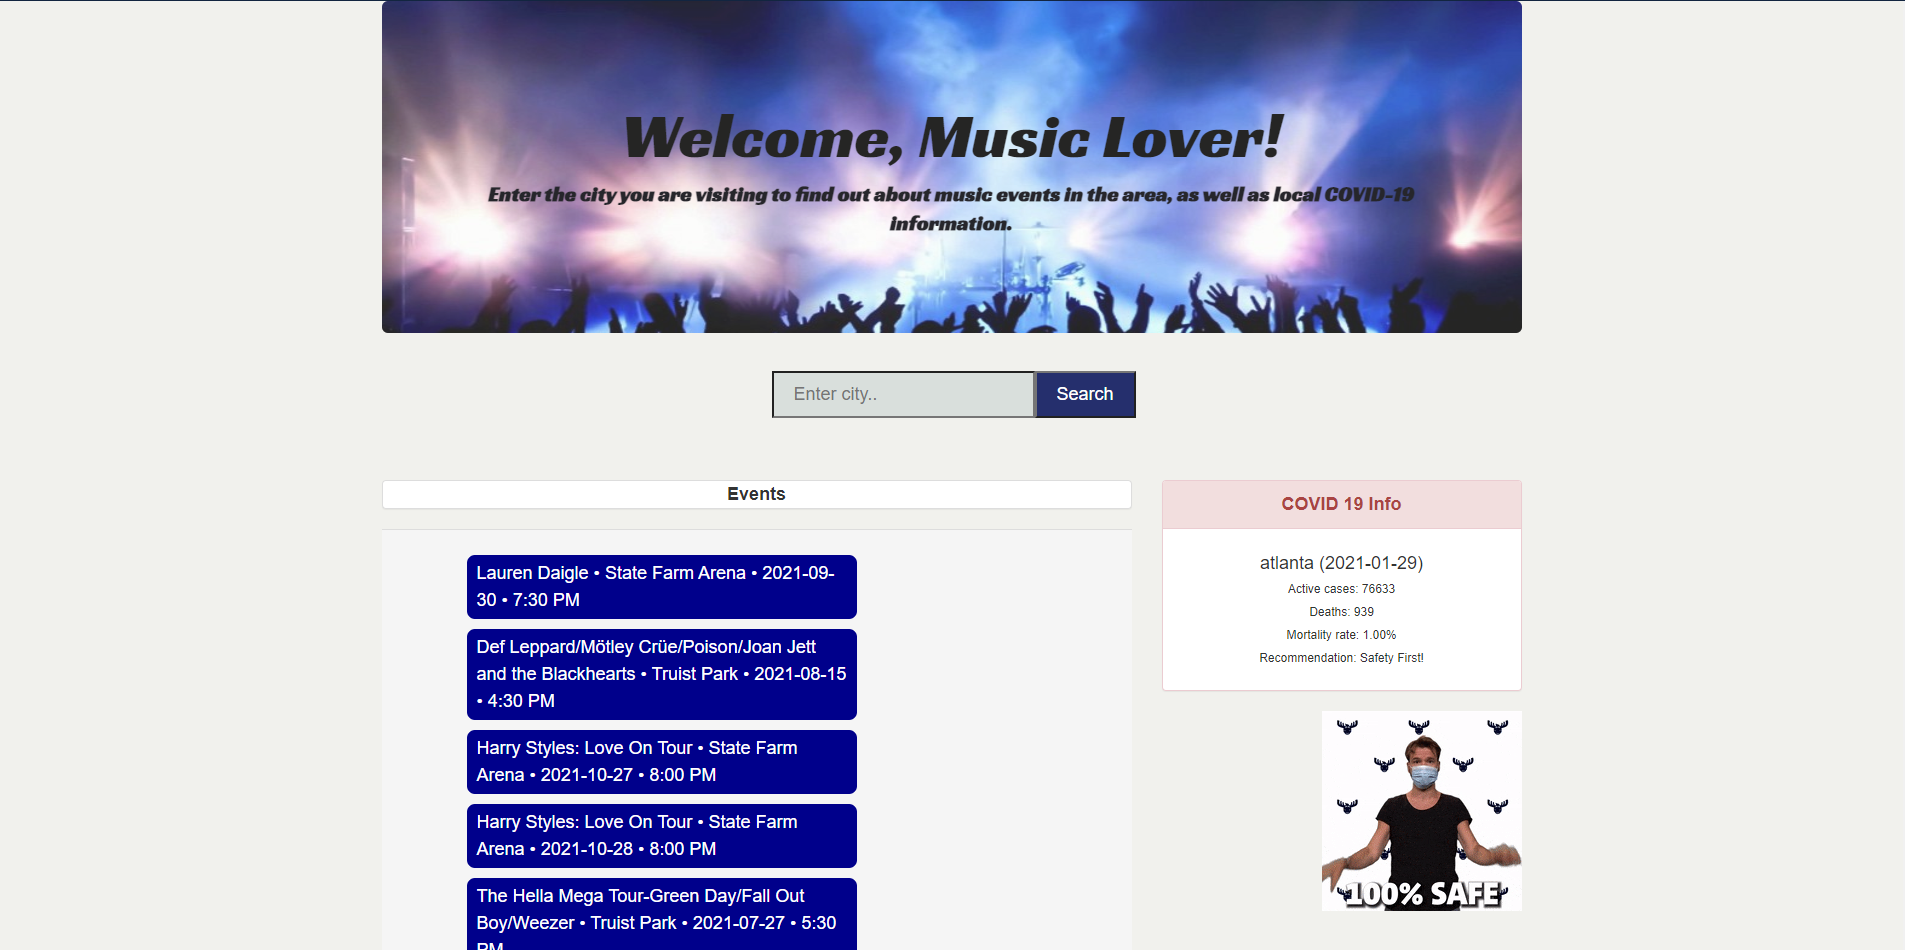 Welcome, Music Lover!
Enter the city you are visiting to find out about music events in the area, as well as local COVID-19
information.
Enter city..
Search
Events
Lauren Daigle • State Farm Arena • 2021-09-
30 • 7:30 PM
Def Leppard/Mötley Crüe/Poison/Joan Jett
and the Blackhearts • Truist Park • 2021-08-15
• 4:30 PM
Harry Styles: Love On Tour • State Farm
Arena • 2021-10-27 • 8:00 PM
Harry Styles: Love On Tour • State Farm
Arena • 2021-10-28 • 8:00 PM
The Hella Mega Tour-Green Day/Fall Out
Boy/Weezer • Truist Park • 2021-07-27 • 5:30
PM
COVID 19 Info
atlanta (2021-01-29)
Active cases: 76633
Deaths: 939
Mortality rate: 1.00%
Recommendation: Safety First!
100% SAFE